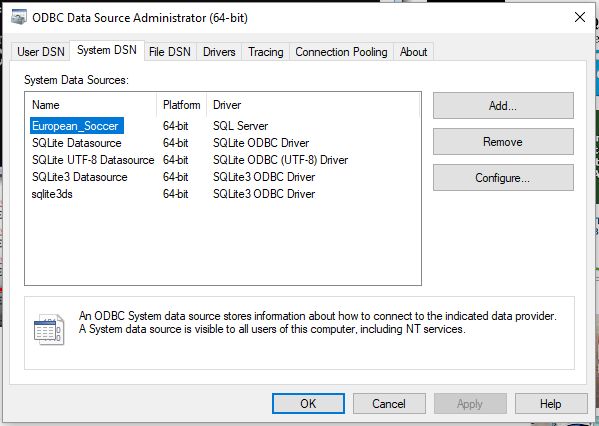 ODBC Data Source Administrator (64-bit)
User DSN System DSN File DSN Drivers Tracing Connection Pooling About
System Data Sources:
Name Platform Driver
European_Soccer 64-bit SQL Server
SQLite Datasource 64-bit SQLite ODBC Driver
SQLite UTF-8 Datasource 64-bit SQLite ODBC (UTF-8) Driver
SQLite3 Datasource 64-bit SQLite3 ODBC Driver
sqlite3ds 64-bit SQLite3 ODBC Driver
Add...
Remove
Configure...
An ODBC System data source stores information about how to connect to the indicated data provider.
A System data source is visible to all users of this computer, including NT services.
OK Cancel Apply Help